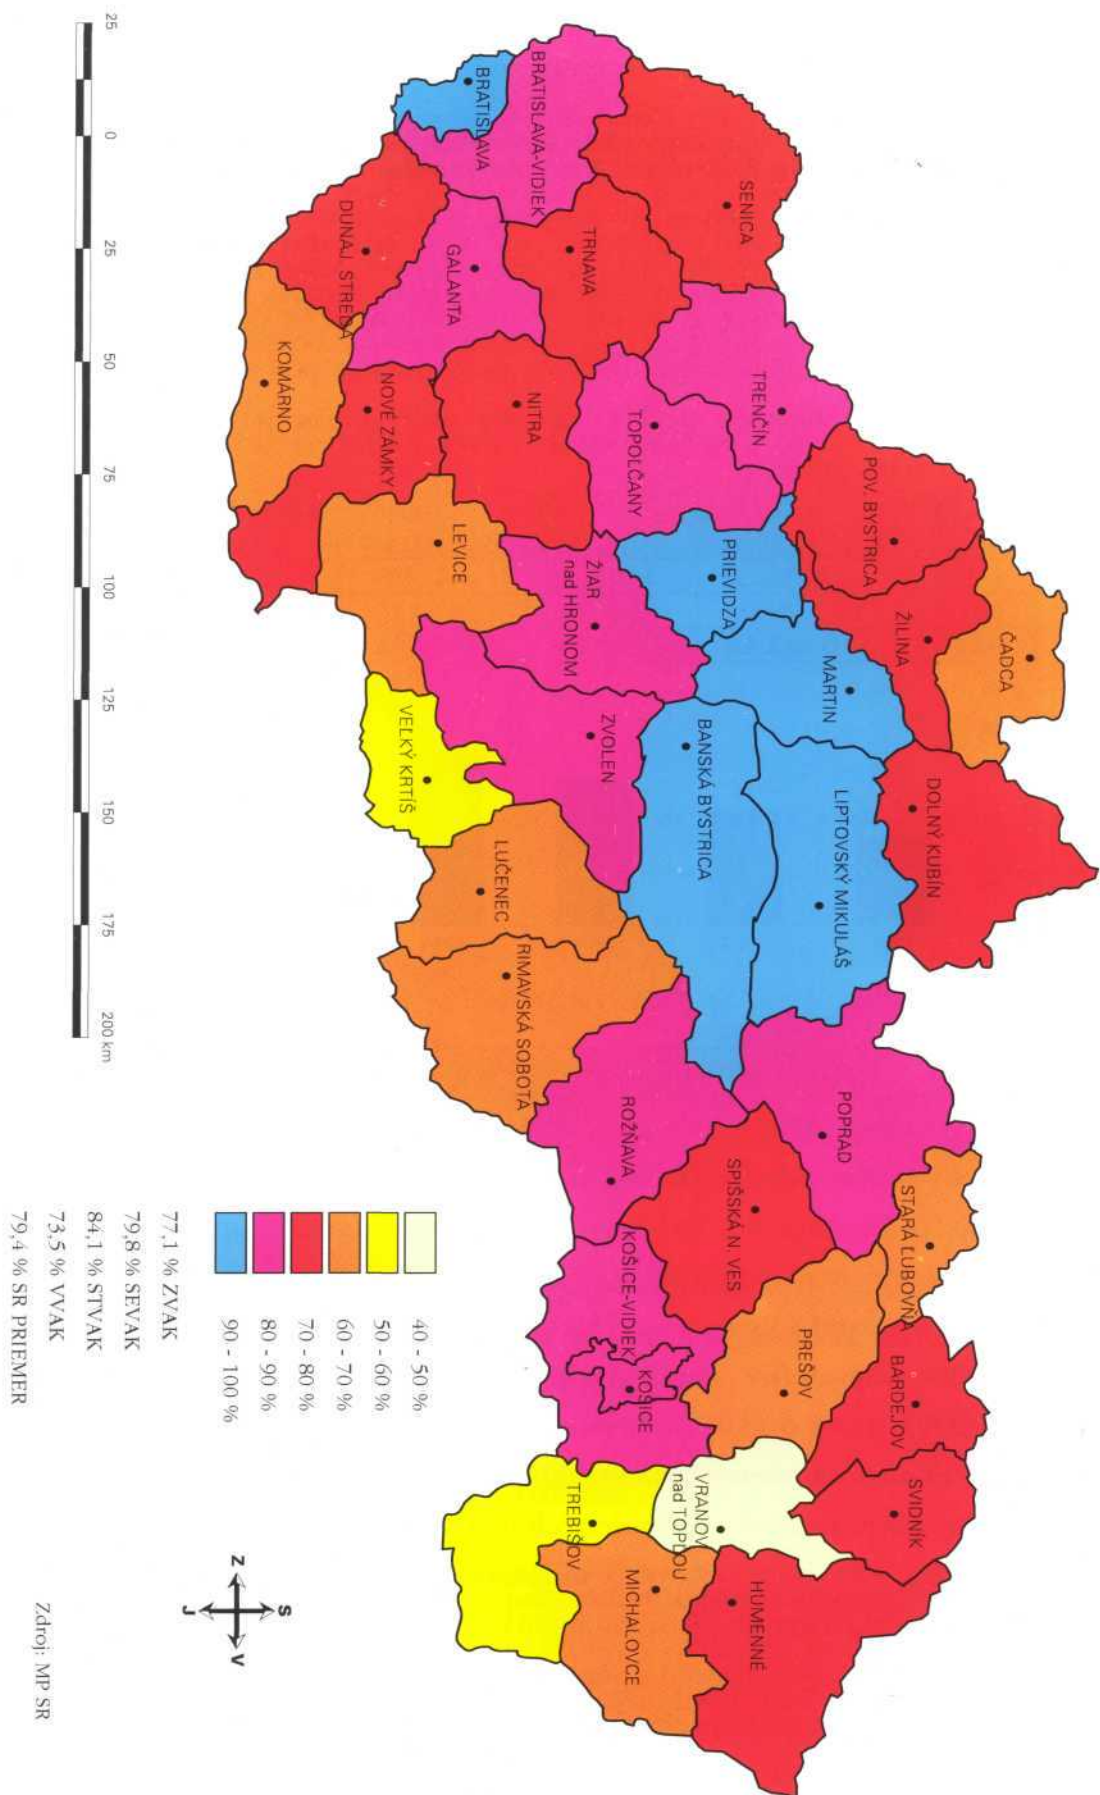 SENICA
BRATISLAVA-VIDIEK
BRATISLAVA
TRNAVA
DUNAJ. STREDA
GALANTA
TRENČÍN
TOPOĽČANY
NITRA
NOVÉ ZÁMKY
KOMÁRNO
POV. BYSTRICA
ČADCA
ŽILINA
PRIEVIDZA
MARTIN
LEVICE
ŽIAR
nad HRONOM
ZVOLEN
BANSKÁ BYSTRICA
DOLNÝ KUBÍN
LIPTOVSKÝ MIKULÁŠ
VEĽKÝ KRTÍŠ
LUČENEC
RIMAVSKÁ SOBOTA
POPRAD
ROŽŇAVA
SPIŠSKÁ N. VES
STARÁ ĽUBOVŇA
KOŠICE-VIDIEK
KOŠICE
PREŠOV
BARDEJOV
SVIDNÍK
VRANOV
nad TOPĽOU
HUMENNÉ
TREBIŠOV
MICHALOVCE
25 0 25 50 75 100 125 150 175 200 km
40 - 50 %
50 - 60 %
60 - 70 %
70 - 80 %
80 - 90 %
90 - 100 %
77,1 % ZVAK
79,8 % SEVAK
84,1 % STVAK
73,5 % VVAK
79,4 % SR PRIEMER
S
Z V
J
Zdroj: MP SR